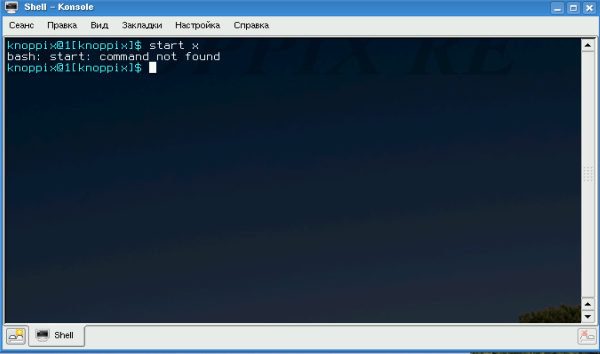 Shell - Konsole
Сеанс Правка Вид Закладки Настройка Справка
knoppix@1[knoppix]$ start x
bash: start: command not found
knoppix@1[knoppix]$
Shell